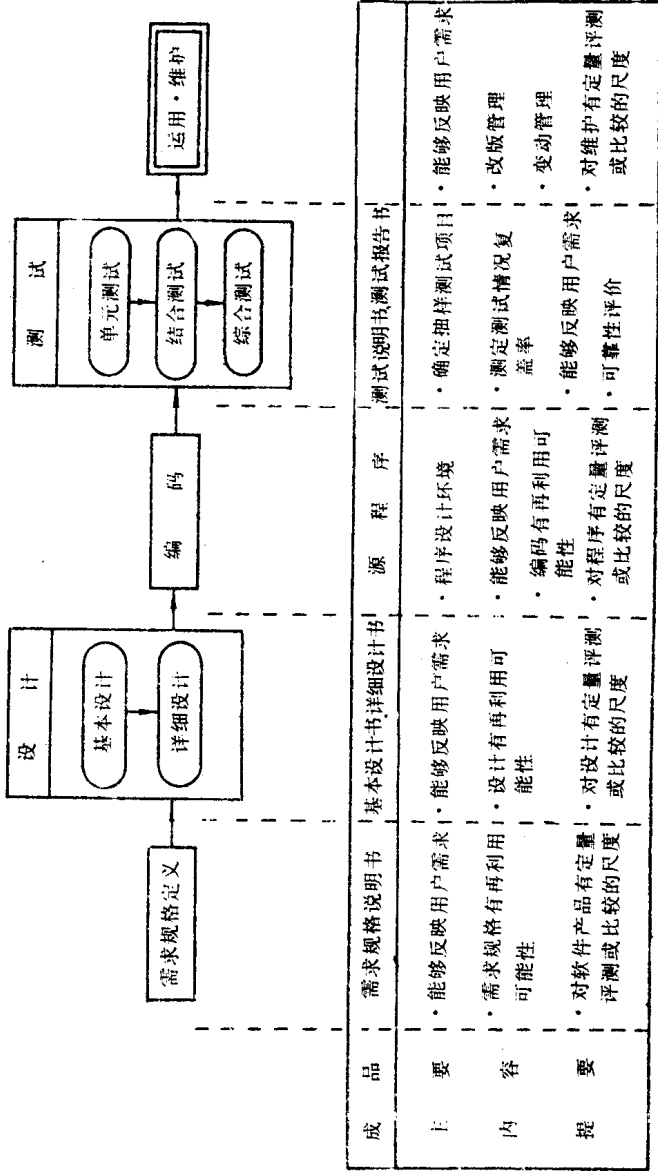 需求规格定义
设 计
基本设计
详细设计
编 码
测 试
单元测试
结合测试
综合测试
运用·维护
成 品
需求规格说明书
基本设计书详细设计书
源 程 序
测试说明书测试报告书
主 要
内 容
提 要
·能够反映用户需求
·需求规格有再利用
可能性
·对软件产品有定量
评测或比较的尺度
·能够反映用户需求
·设计有再利用可
能性
·对设计有定量评测
或比较的尺度
·程序设计环境
·能够反映用户需求
·编码有再利用可
能性
·对程序有定量评测
或比较的尺度
·确定抽样测试项目
·测定测试情况复
盖率
·能够反映用户需求
·可靠性评价
·能够反映用户需求
·改版管理
·变动管理
·对维护有定量评测
或比较的尺度